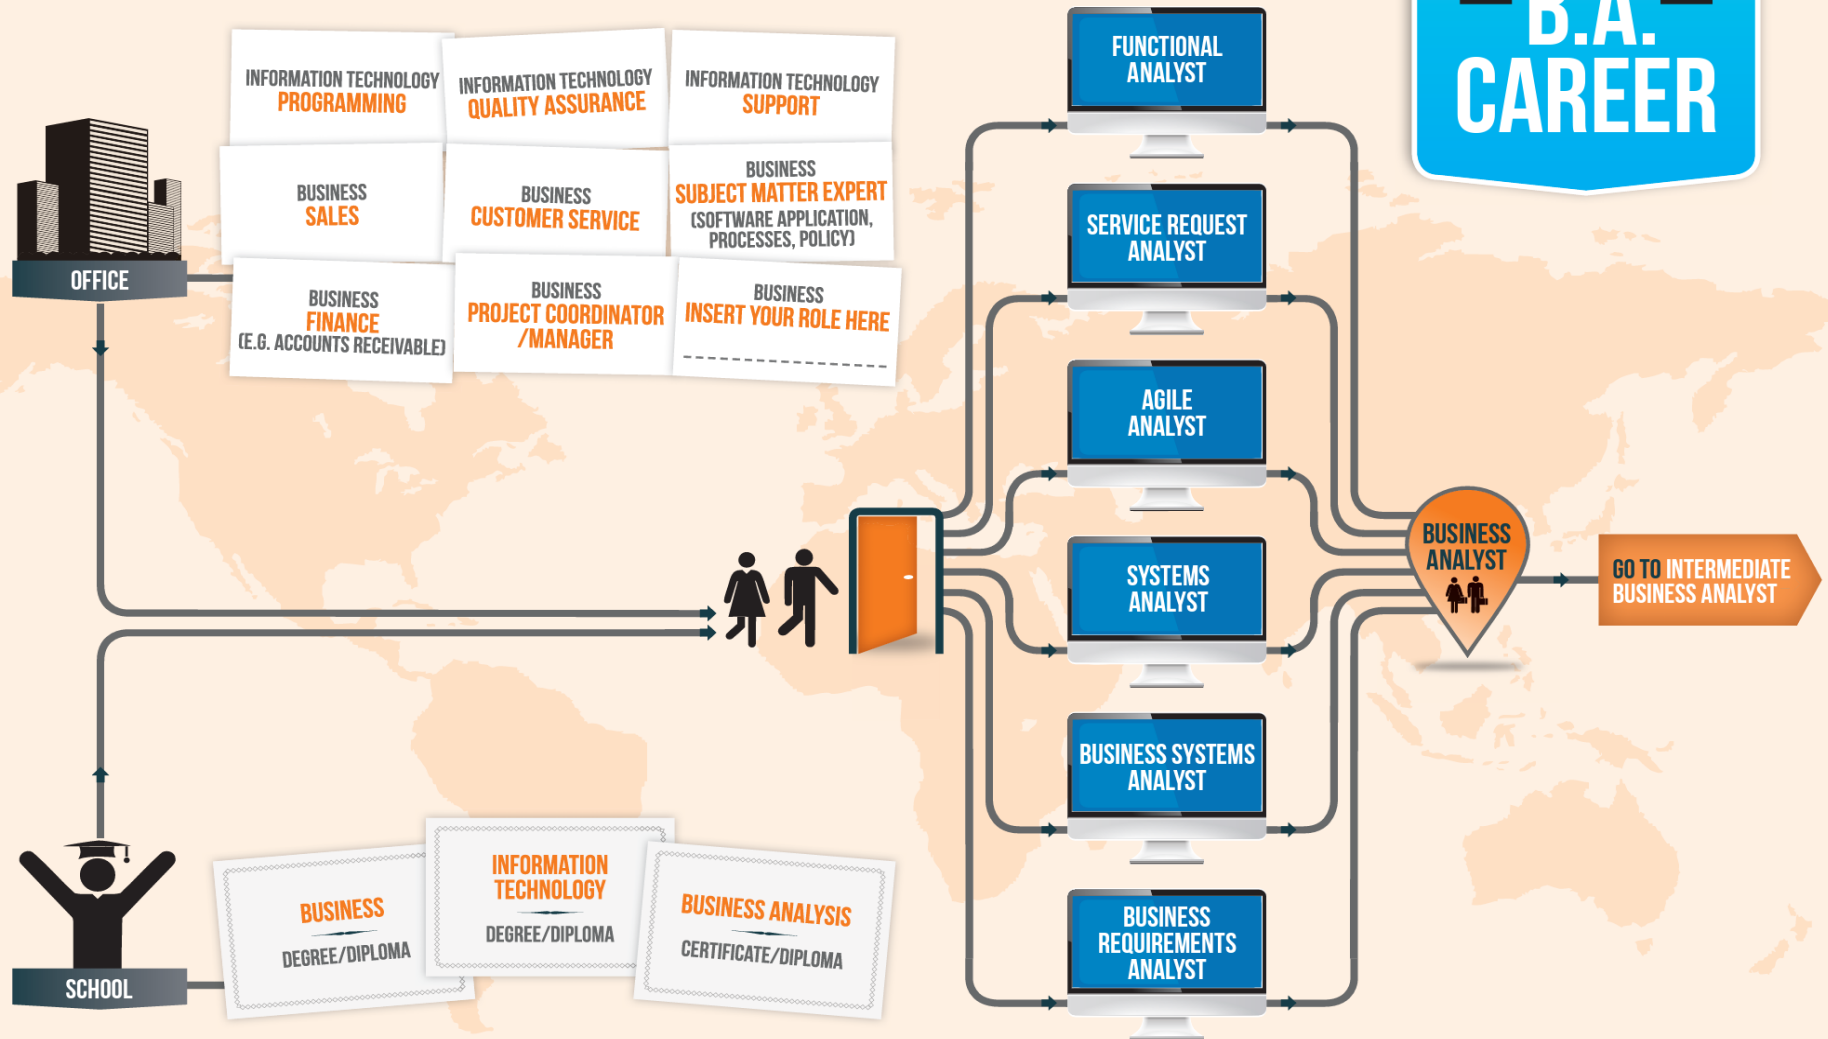 B.A.
CAREER
INFORMATION TECHNOLOGY
PROGRAMMING
INFORMATION TECHNOLOGY
QUALITY ASSURANCE
INFORMATION TECHNOLOGY
SUPPORT
BUSINESS
SALES
BUSINESS
CUSTOMER SERVICE
BUSINESS
SUBJECT MATTER EXPERT
(SOFTWARE APPLICATION,
PROCESSES, POLICY)
BUSINESS
FINANCE
(E.G. ACCOUNTS RECEIVABLE)
BUSINESS
PROJECT COORDINATOR
/MANAGER
BUSINESS
INSERT YOUR ROLE HERE
OFFICE
FUNCTIONAL
ANALYST
SERVICE REQUEST
ANALYST
AGILE
ANALYST
SYSTEMS
ANALYST
BUSINESS SYSTEMS
ANALYST
BUSINESS
REQUIREMENTS
ANALYST
BUSINESS
ANALYST
GO TO INTERMEDIATE
BUSINESS ANALYST
BUSINESS
DEGREE/DIPLOMA
INFORMATION
TECHNOLOGY
DEGREE/DIPLOMA
BUSINESS ANALYSIS
CERTIFICATE/DIPLOMA
SCHOOL